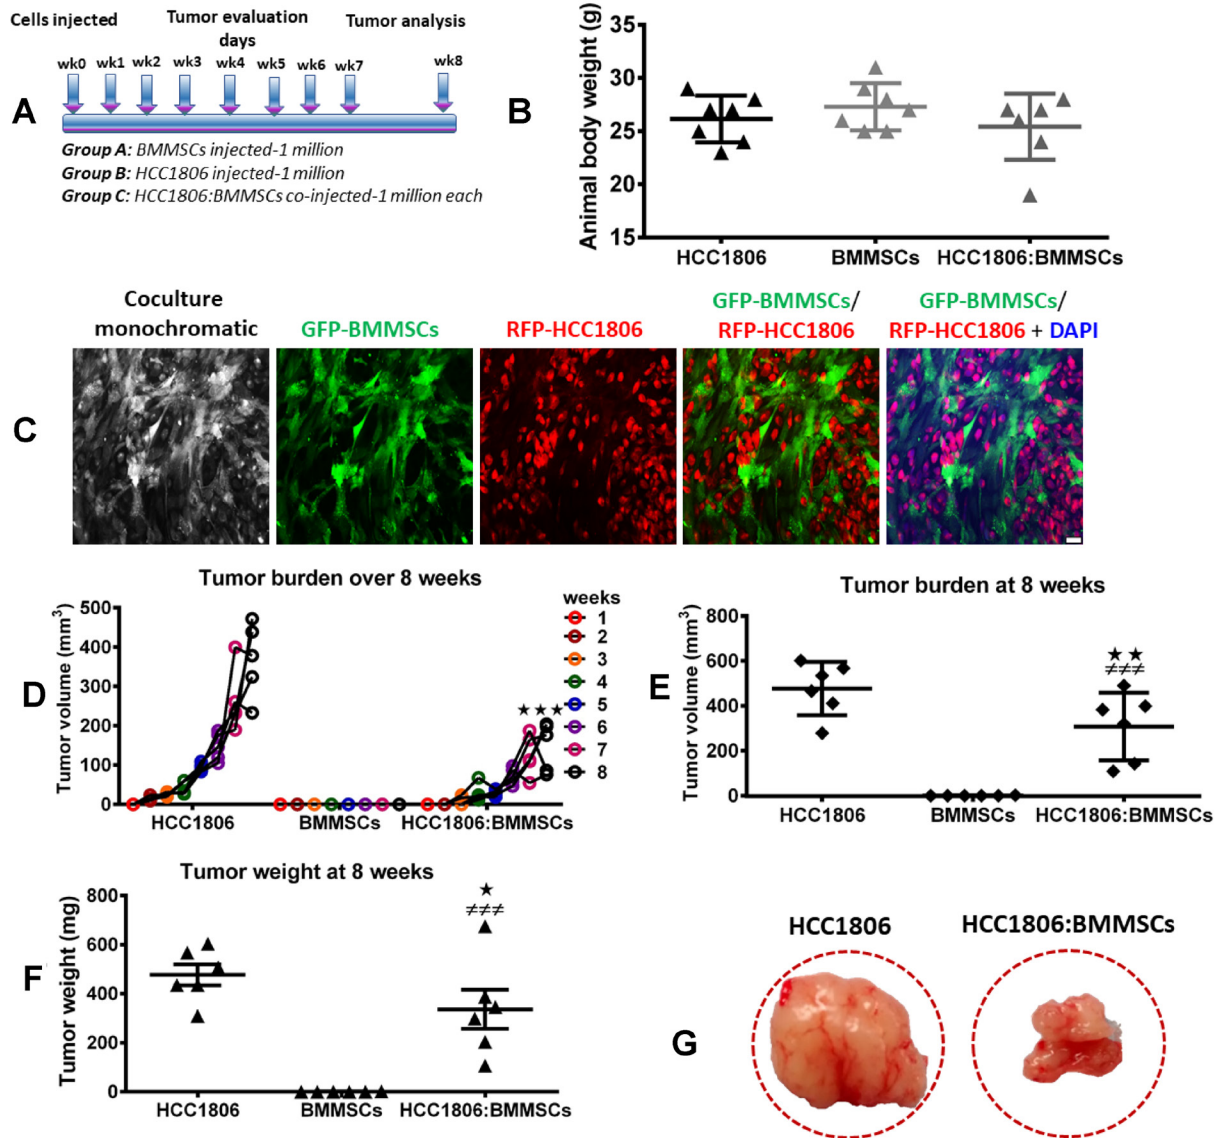 Cells injected
Tumor evaluation
days
Tumor analysis
wk0 wk1 wk2 wk3 wk4 wk5 wk6 wk7 wk8
A
Group A: BMMSCs injected-1 million
Group B: HCC1806 injected-1 million
Group C: HCC1806:BMMSCs co-injected-1 million each
B
Animal body weight (g)
35
30
25
20
15
HCC1806 BMMSCs HCC1806:BMMSCs
C
Coculture
monochromatic
GFP-BMMSCs
RFP-HCC1806
GFP-BMMSCs/
RFP-HCC1806
GFP-BMMSCs/
RFP-HCC1806 + DAPI
D
Tumor burden over 8 weeks
Tumor volume (mm³)
500
400
300
200
100
0
HCC1806 BMMSCs HCC1806:BMMSCs
★★★
weeks
1
2
3
4
5
6
7
8
E
Tumor burden at 8 weeks
Tumor volume (mm³)
800
600
400
200
0
★★
≠≠≠
HCC1806 BMMSCs HCC1806:BMMSCs
F
Tumor weight at 8 weeks
Tumor weight (mg)
800
600
400
200
0
★
≠≠≠
HCC1806 BMMSCs HCC1806:BMMSCs
G
HCC1806
HCC1806:BMMSCs